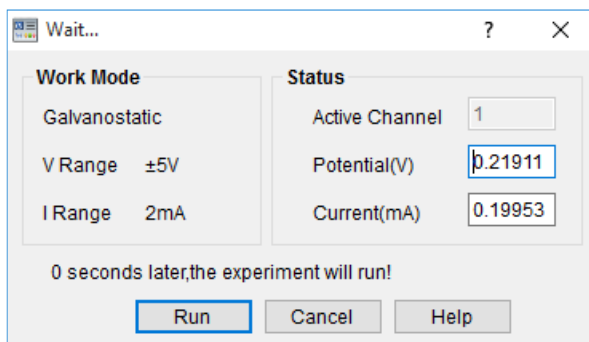 Wait...
?
Work Mode
Galvanostatic
V Range ±5V
I Range 2mA
Status
Active Channel 1
Potential(V) 0.21911
Current(mA) 0.19953
0 seconds later,the experiment will run!
Run Cancel Help